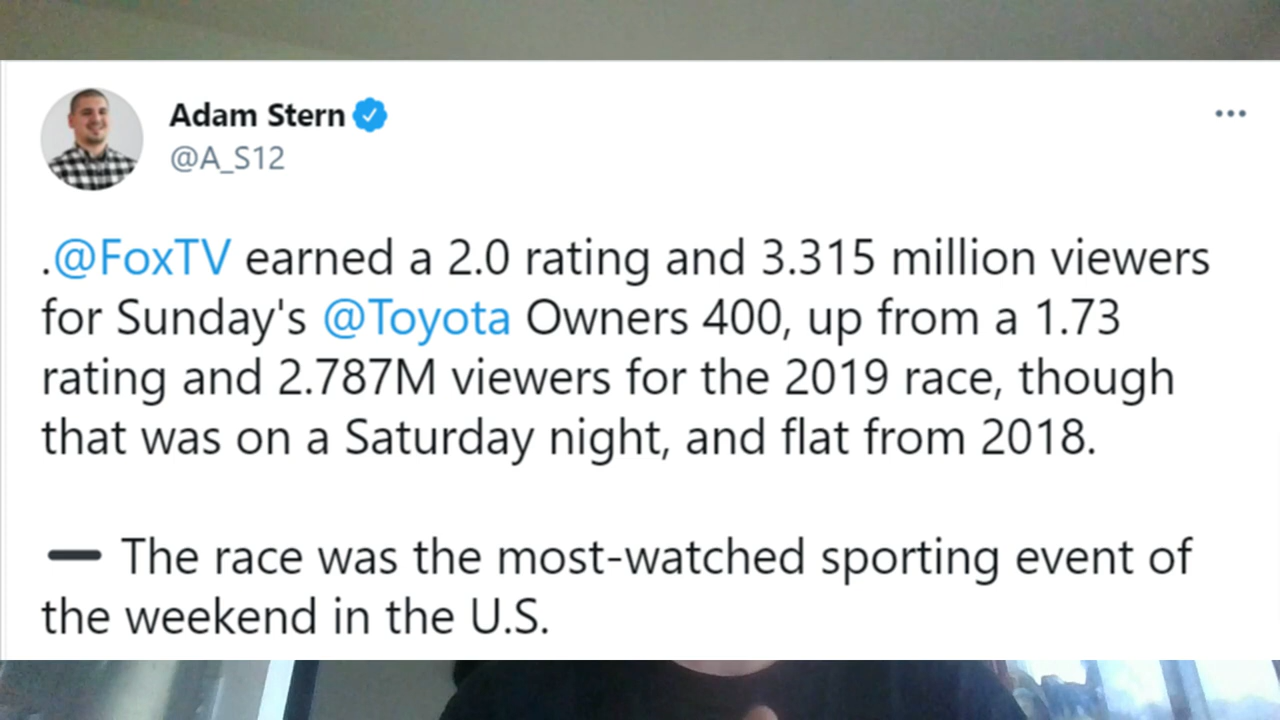 Adam Stern
@A_S12
.@FoxTV earned a 2.0 rating and 3.315 million viewers
for Sunday's @Toyota Owners 400, up from a 1.73
rating and 2.787M viewers for the 2019 race, though
that was on a Saturday night, and flat from 2018.
➖ The race was the most-watched sporting event of
the weekend in the U.S.